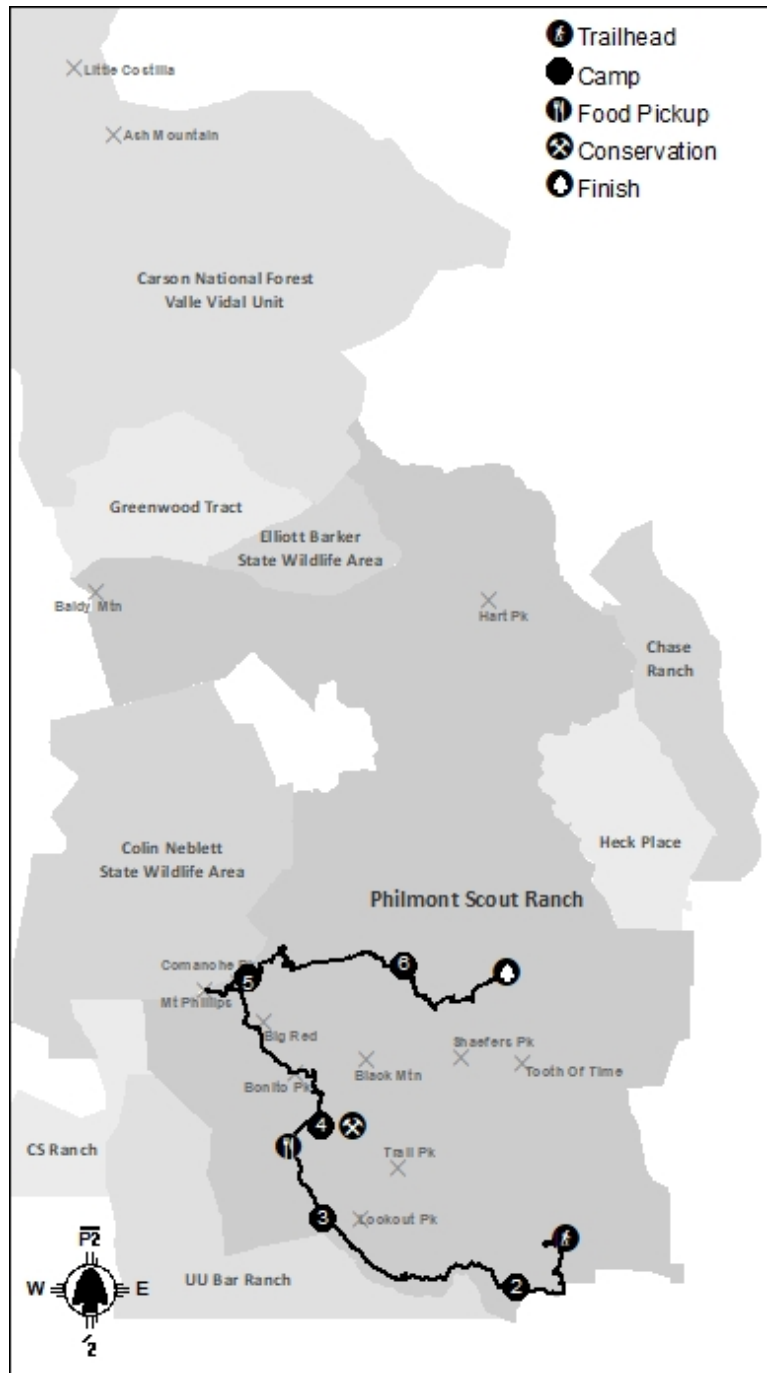 Trailhead
Camp
Food Pickup
Conservation
Finish
Little Costilla
Ash Mountain
Carson National Forest
Valle Vidal Unit
Greenwood Tract
Elliott Barker
State Wildlife Area
Baldy Mtn
Hart Pk
Chase
Ranch
Colin Neblett
State Wildlife Area
Heck Place
Philmont Scout Ranch
Comanche
5
6
Mt Phillips
Big Red
Shaefers Pk
Black Mtn
Tooth Of Time
Bonito Pk
4
CS Ranch
Trail Pk
3
Lookout Pk
P2
W
E
UU Bar Ranch
2
2